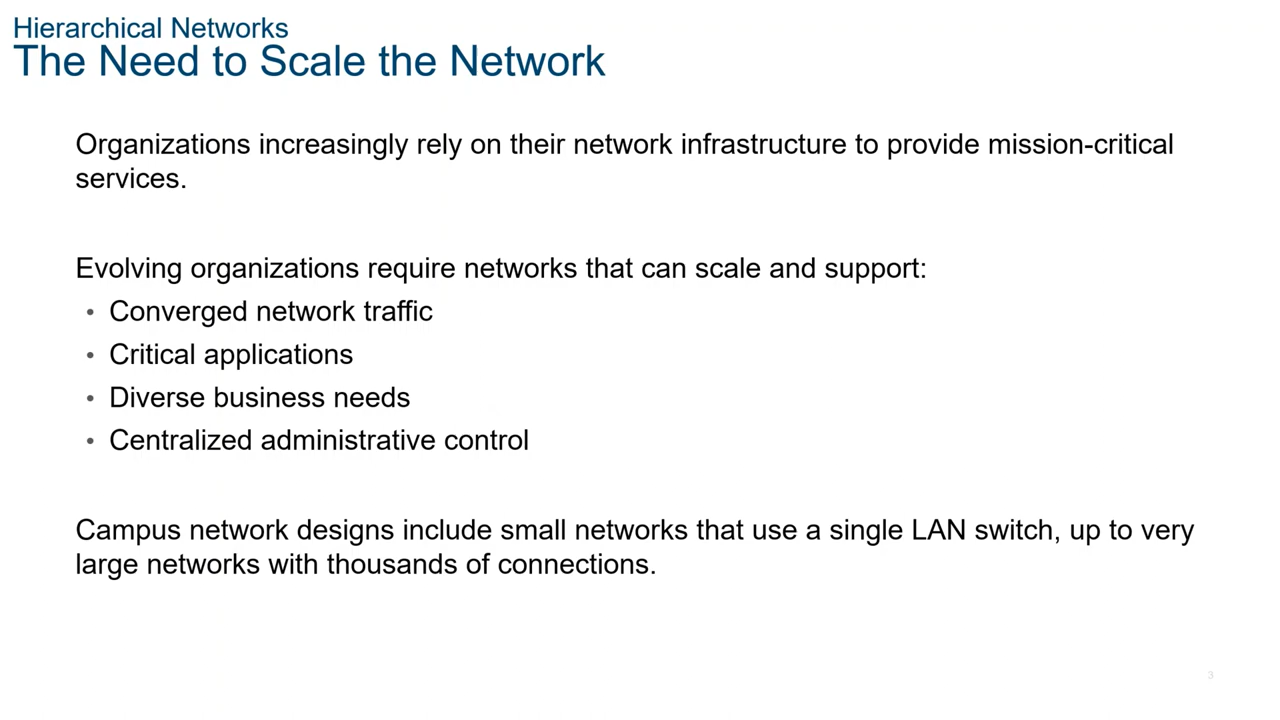 Hierarchical Networks
The Need to Scale the Network
Organizations increasingly rely on their network infrastructure to provide mission-critical
services.
Evolving organizations require networks that can scale and support:
• Converged network traffic
• Critical applications
• Diverse business needs
• Centralized administrative control
Campus network designs include small networks that use a single LAN switch, up to very
large networks with thousands of connections.
3